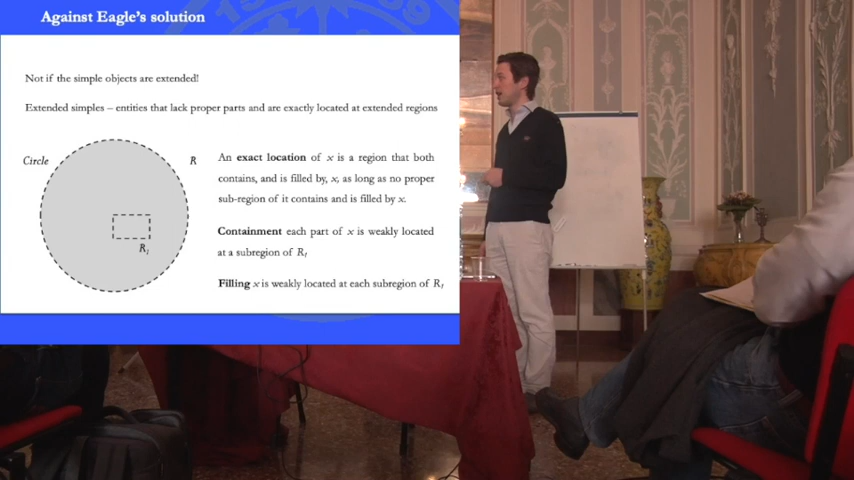 Against Eagle's solution
Not if the simple objects are extended!
Extended simples – entities that lack proper parts and are exactly located at extended regions
Circle
R
An exact location of x is a region that both
contains, and is filled by, x, as long as no proper
sub-region of it contains and is filled by x.
Containment each part of x is weakly located
at a subregion of R₁
Filling x is weakly located at each subregion of R₁
R₁